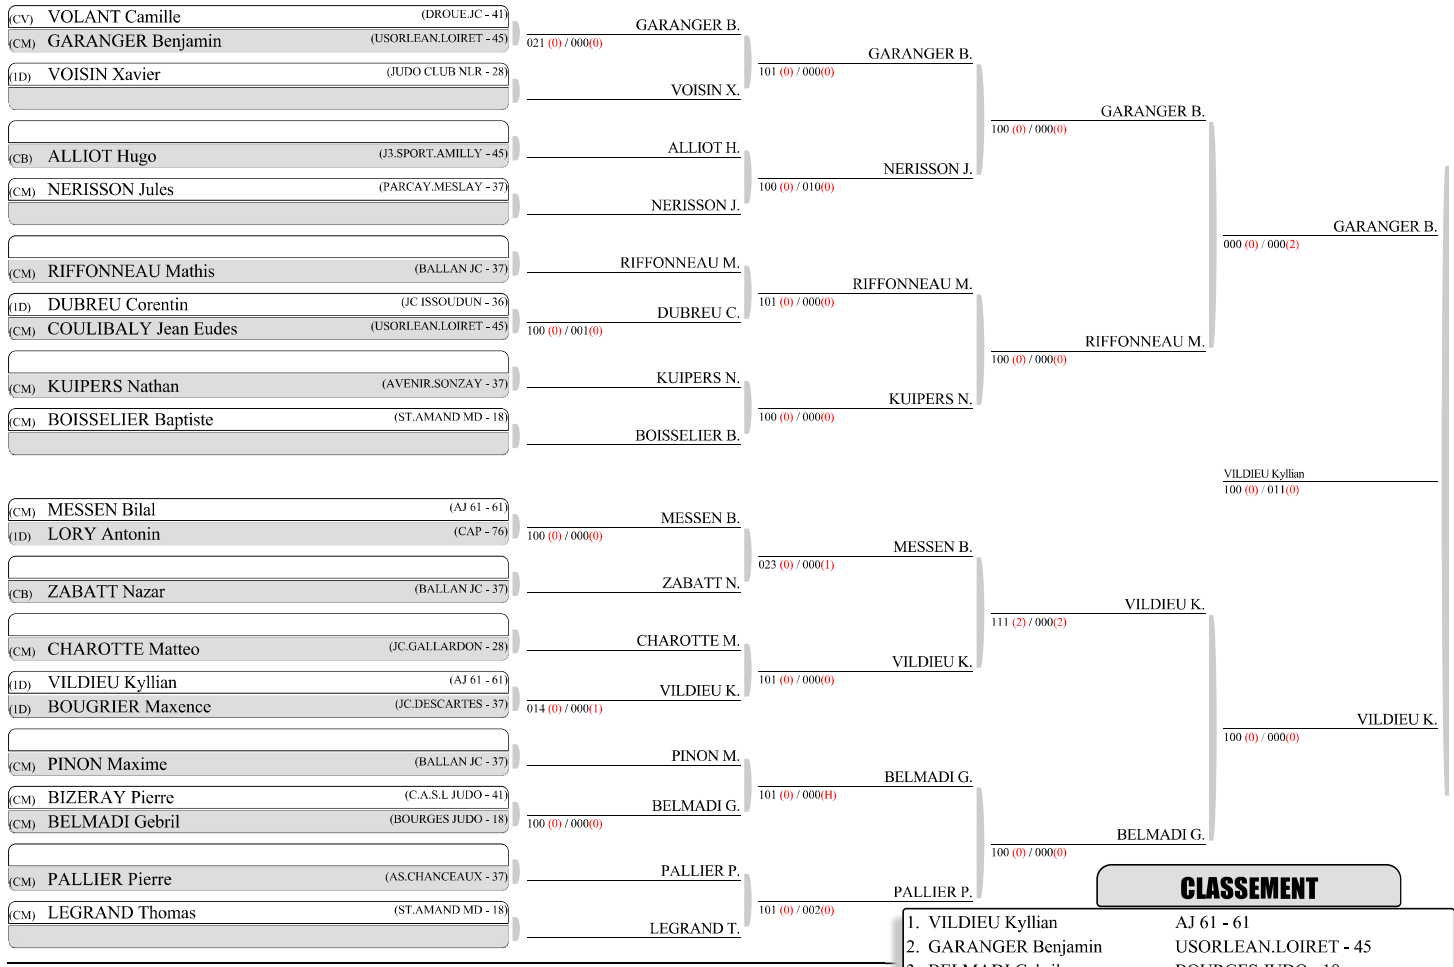 (CV) VOLANT Camille (DROUE.JC - 41)
(CM) GARANGER Benjamin (USORLEAN.LOIRET - 45)
(1D) VOISIN Xavier (JUDO CLUB NLR - 28)
(CB) ALLIOT Hugo (J3.SPORT.AMILLY - 45)
(CM) NERISSON Jules (PARCAY.MESLAY - 37)
(CM) RIFFONNEAU Mathis (BALLAN JC - 37)
(1D) DUBREU Corentin (JC ISSOUDUN - 36)
(CM) COULIBALY Jean Eudes (USORLEAN.LOIRET - 45)
(CM) KUIPERS Nathan (AVENIR.SONZAY - 37)
(CM) BOISSELIER Baptiste (ST.AMAND MD - 18)
(CM) MESSEN Bilal (AJ 61 - 61)
(1D) LORY Antonin (CAP - 76)
(CB) ZABATT Nazar (BALLAN JC - 37)
(CM) CHAROTTE Matteo (JC.GALLARDON - 28)
(1D) VILDIEU Kyllian (AJ 61 - 61)
(1D) BOUGRIER Maxence (JC.DESCARTES - 37)
(CM) PINON Maxime (BALLAN JC - 37)
(CM) BIZERAY Pierre (C.A.S.L JUDO - 41)
(CM) BELMADI Gebril (BOURGES JUDO - 18)
(CM) PALLIER Pierre (AS.CHANCEAUX - 37)
(CM) LEGRAND Thomas (ST.AMAND MD - 18)
GARANGER B.
021 (0) / 000(0)
VOISIN X.
ALLIOT H.
NERISSON J.
RIFFONNEAU M.
DUBREU C.
100 (0) / 001(0)
KUIPERS N.
BOISSELIER B.
MESSEN B.
100 (0) / 000(0)
ZABATT N.
CHAROTTE M.
VILDIEU K.
014 (0) / 000(1)
PINON M.
BELMADI G.
100 (0) / 000(0)
PALLIER P.
LEGRAND T.
GARANGER B.
101 (0) / 000(0)
NERISSON J.
100 (0) / 010(0)
RIFFONNEAU M.
101 (0) / 000(0)
KUIPERS N.
100 (0) / 000(0)
MESSEN B.
023 (0) / 000(1)
VILDIEU K.
101 (0) / 000(0)
BELMADI G.
101 (0) / 000(H)
PALLIER P.
101 (0) / 002(0)
GARANGER B.
100 (0) / 000(0)
RIFFONNEAU M.
100 (0) / 000(0)
VILDIEU K.
111 (2) / 000(2)
BELMADI G.
100 (0) / 000(0)
GARANGER B.
000 (0) / 000(2)
VILDIEU Kyllian
100 (0) / 011(0)
VILDIEU K.
100 (0) / 000(0)
CLASSEMENT
1. VILDIEU Kyllian AJ 61 - 61
2. GARANGER Benjamin USORLEAN.LOIRET - 45